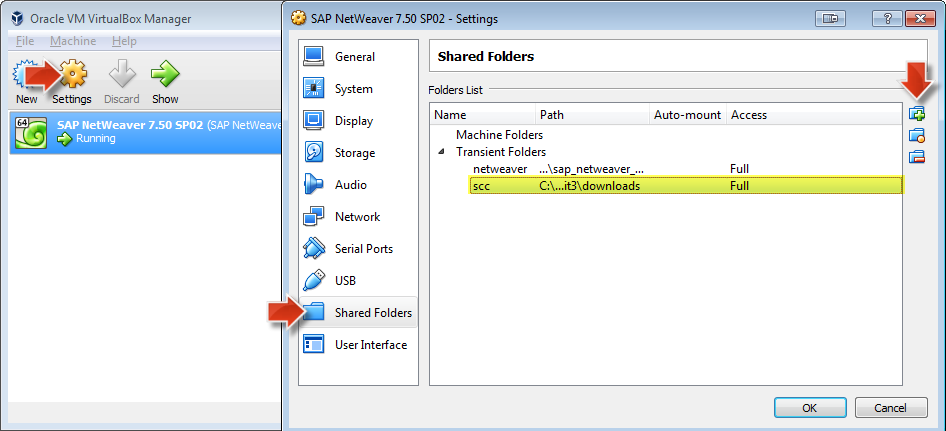 Oracle VM VirtualBox Manager
File Machine Help
New Settings Discard Show
64
SAP NetWeaver 7.50 SP02 (SAP NetWeave
Running
SAP NetWeaver 7.50 SP02 - Settings
General
System
Display
Storage
Audio
Network
Serial Ports
USB
Shared Folders
User Interface
Shared Folders
Folders List
Name Path Auto-mount Access
Machine Folders
Transient Folders
netweaver ...\sap_netweaver_... Full
scc C:\...it3\downloads Full
OK Cancel